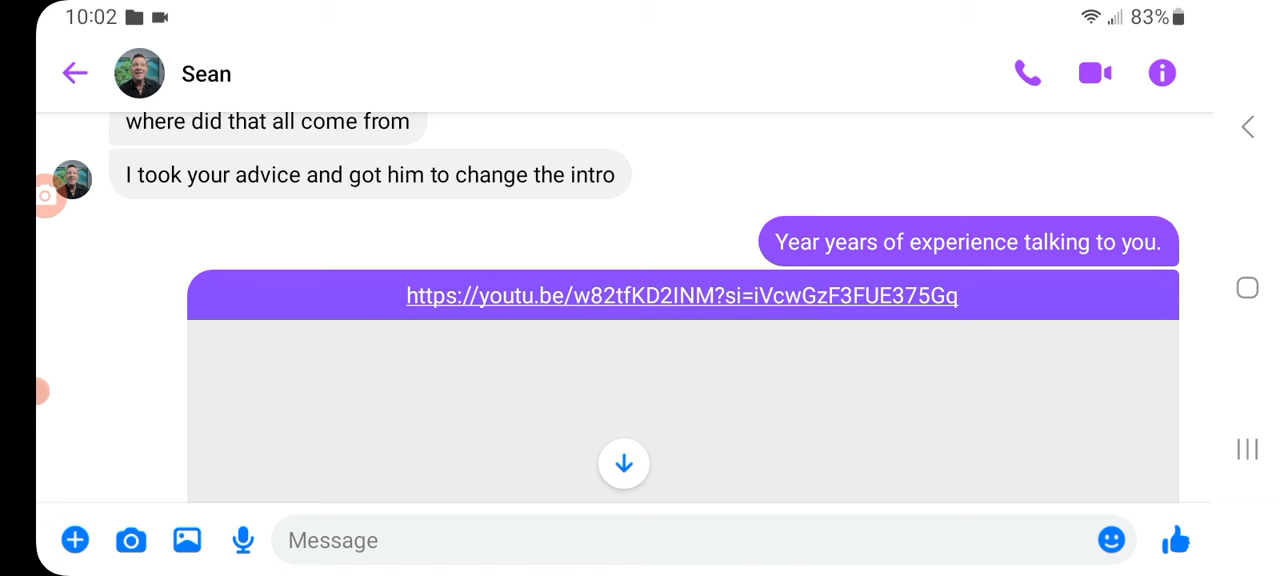 10:02
83%
Sean
where did that all come from
I took your advice and got him to change the intro
Year years of experience talking to you.
https://youtu.be/w82tfKD2INM?si=iVcwGzF3FUE375Gq
Message